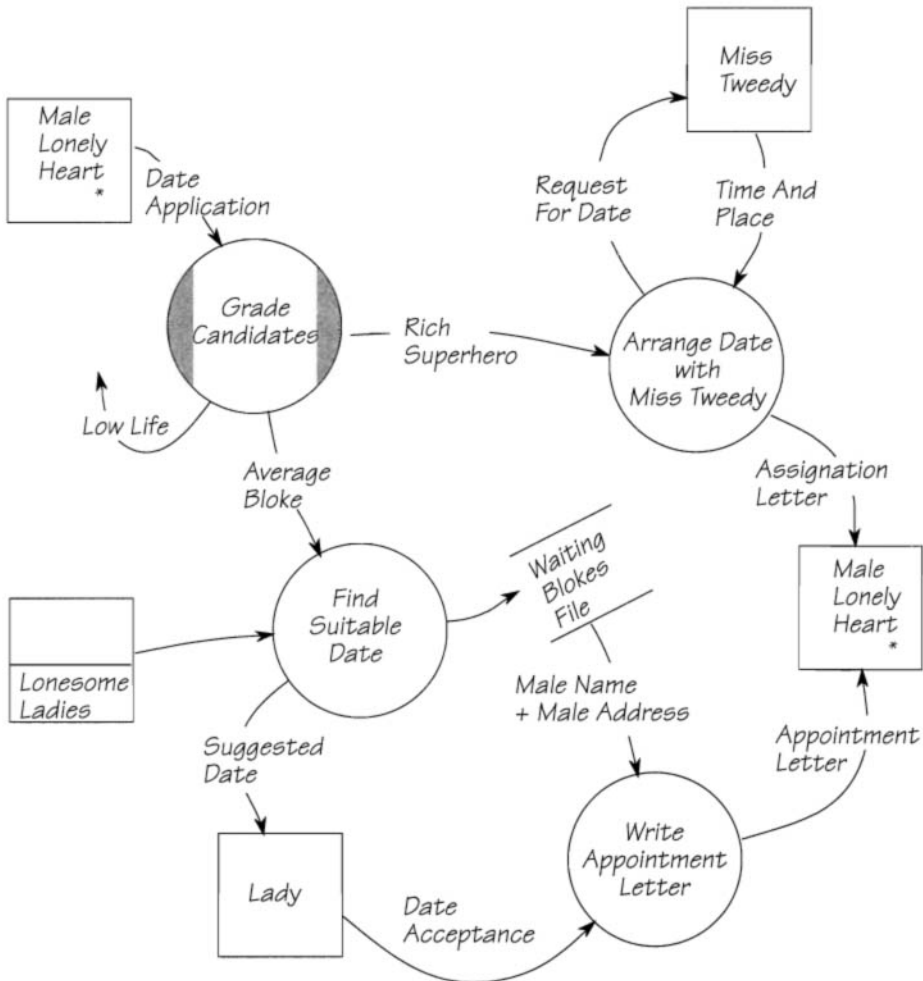 Miss
Tweedy
Male
Lonely
Heart
*
Date
Application
Request
For Date
Time And
Place
Grade
Candidates
Rich
Superhero
Arrange Date
with
Miss Tweedy
Low Life
Average
Bloke
Assignation
Letter
Waiting
Blokes
File
Male
Lonely
Heart
*
Find
Suitable
Date
Lonesome
Ladies
Male Name
+ Male Address
Suggested
Date
Appointment
Letter
Write
Appointment
Letter
Lady
Date
Acceptance